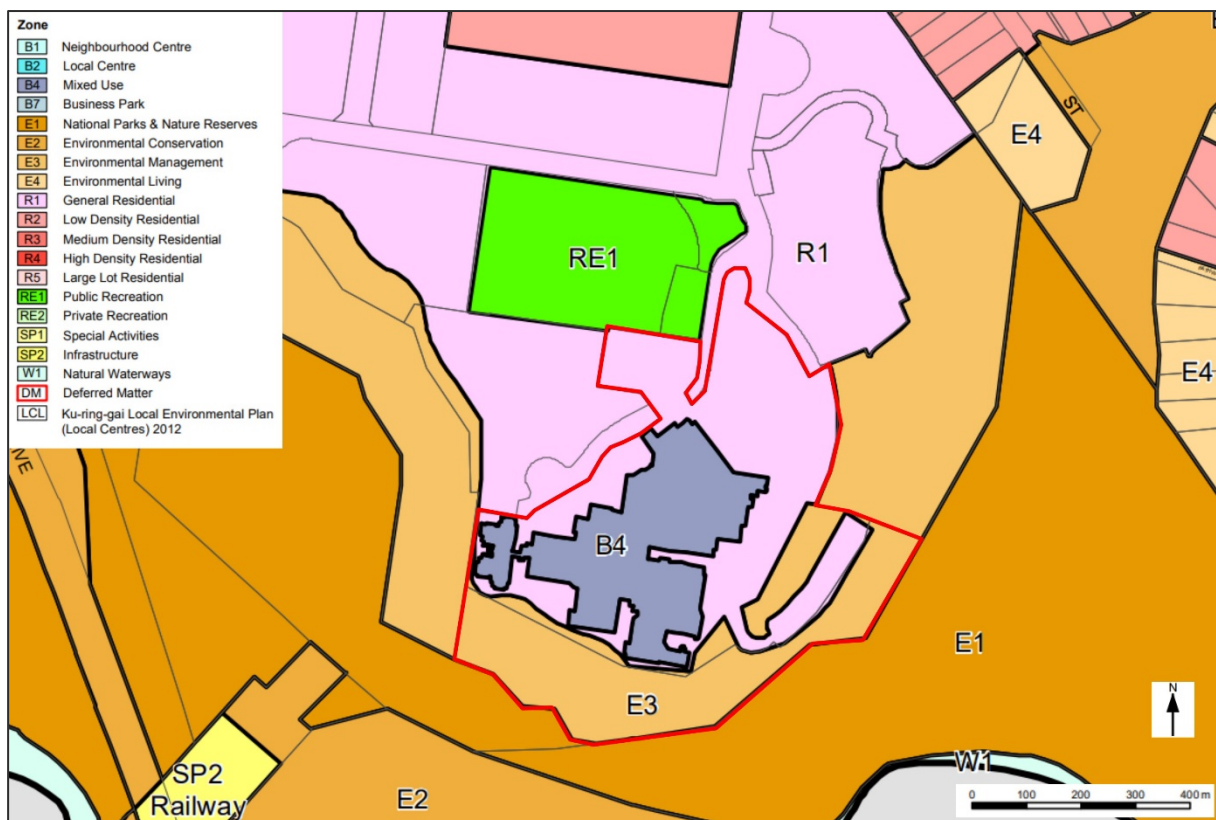 Zone
B1 Neighbourhood Centre
B2 Local Centre
B4 Mixed Use
B7 Business Park
E1 National Parks & Nature Reserves
E2 Environmental Conservation
E3 Environmental Management
E4 Environmental Living
R1 General Residential
R2 Low Density Residential
R3 Medium Density Residential
R4 High Density Residential
R5 Large Lot Residential
RE1 Public Recreation
RE2 Private Recreation
SP1 Special Activities
SP2 Infrastructure
W1 Natural Waterways
DM Deferred Matter
LCL Ku-ring-gai Local Environmental Plan
(Local Centres) 2012
ST
E4
RE1
R1
E4
VE
B4
E1
E3
N
SP2
Railway
E2
W1
0 100 200 300 400 m